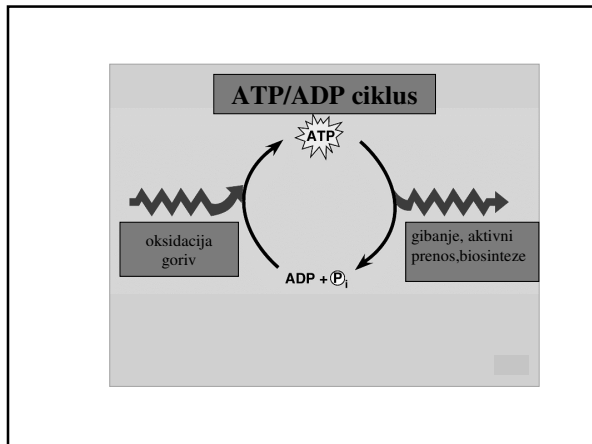 ATP/ADP ciklus
ATP
oksidacija
goriv
gibanje, aktivni
prenos,biosinteze
ADP + Pi